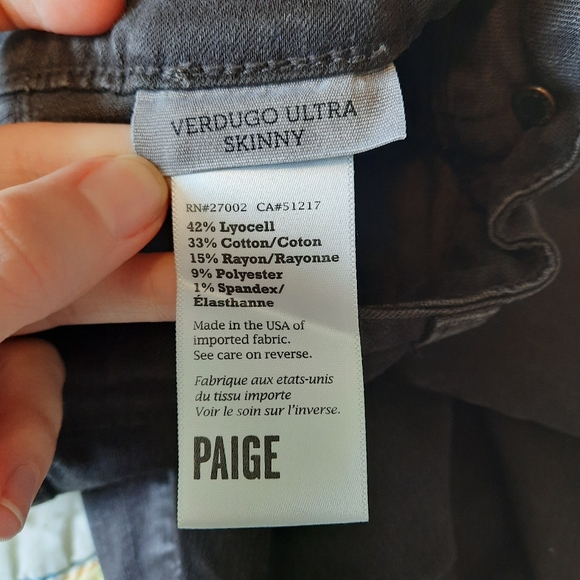 VERDUGO ULTRA
SKINNY
RN#27002 CA#51217
42% Lyocell
33% Cotton/Coton
15% Rayon/Rayonne
9% Polyester
1% Spandex/
Élasthanne
Made in the USA of
imported fabric.
See care on reverse.
Fabrique aux etats-unis
du tissu importe
Voir le soin sur l'inverse.
PAIGE